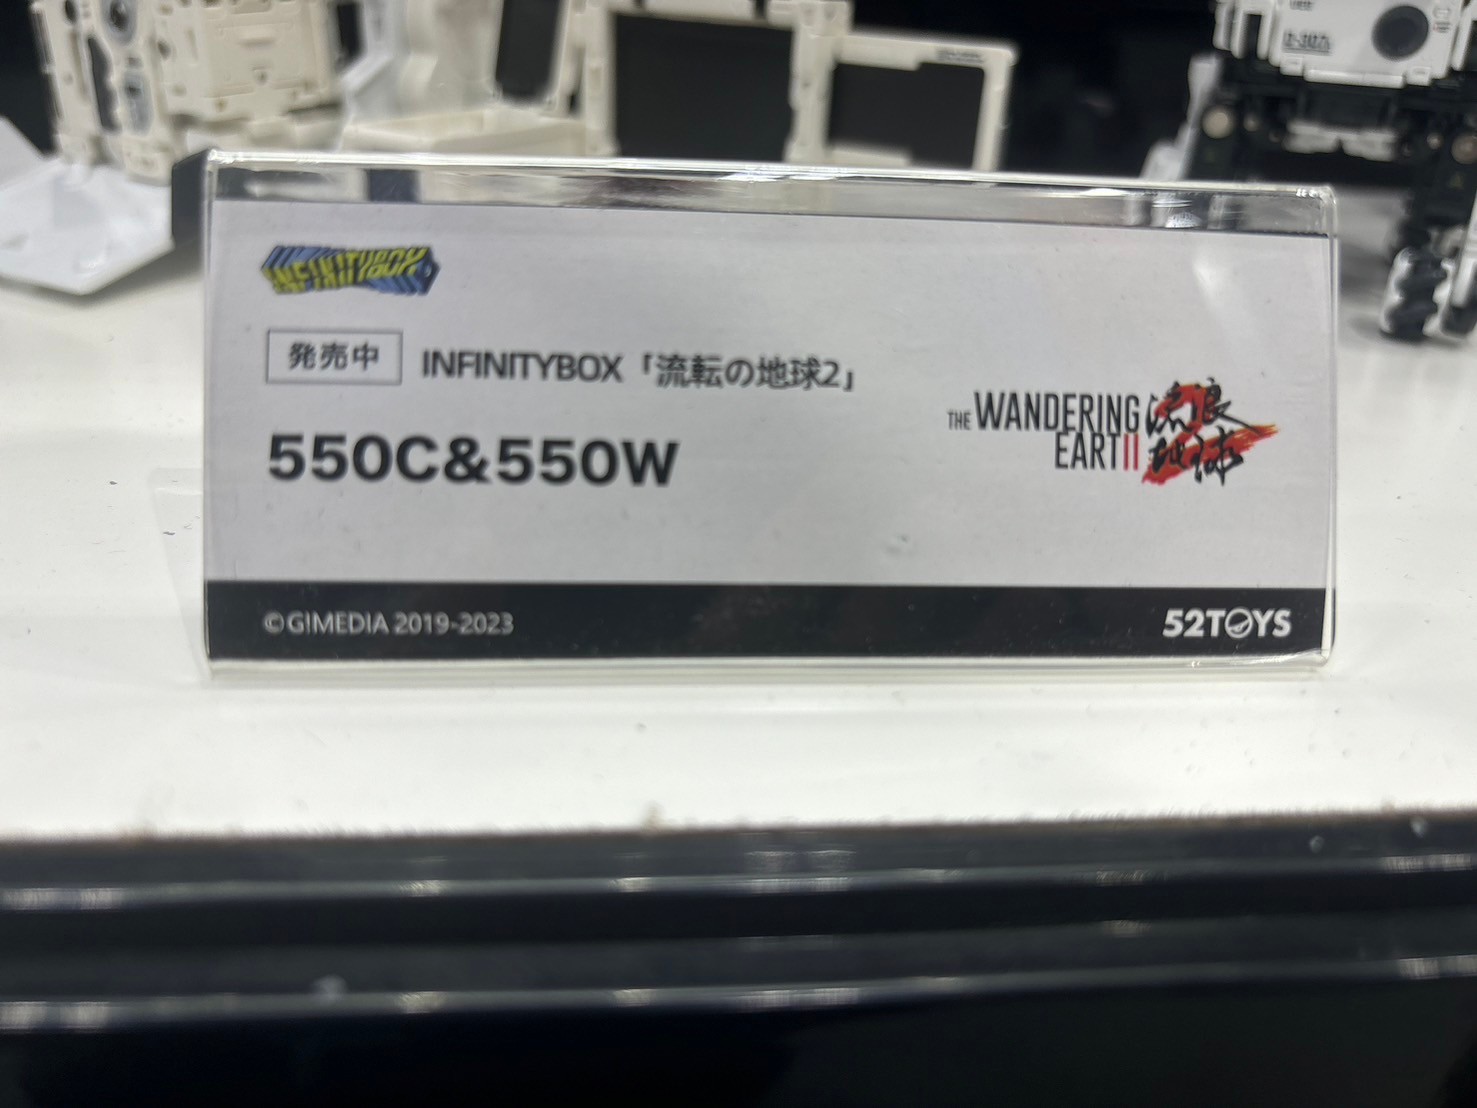 INFINITYBOX
発売中 INFINITYBOX「流転の地球2」
550C&550W
THE WANDERING EARTII
流浪地球
©G!MEDIA 2019-2023
52TOYS